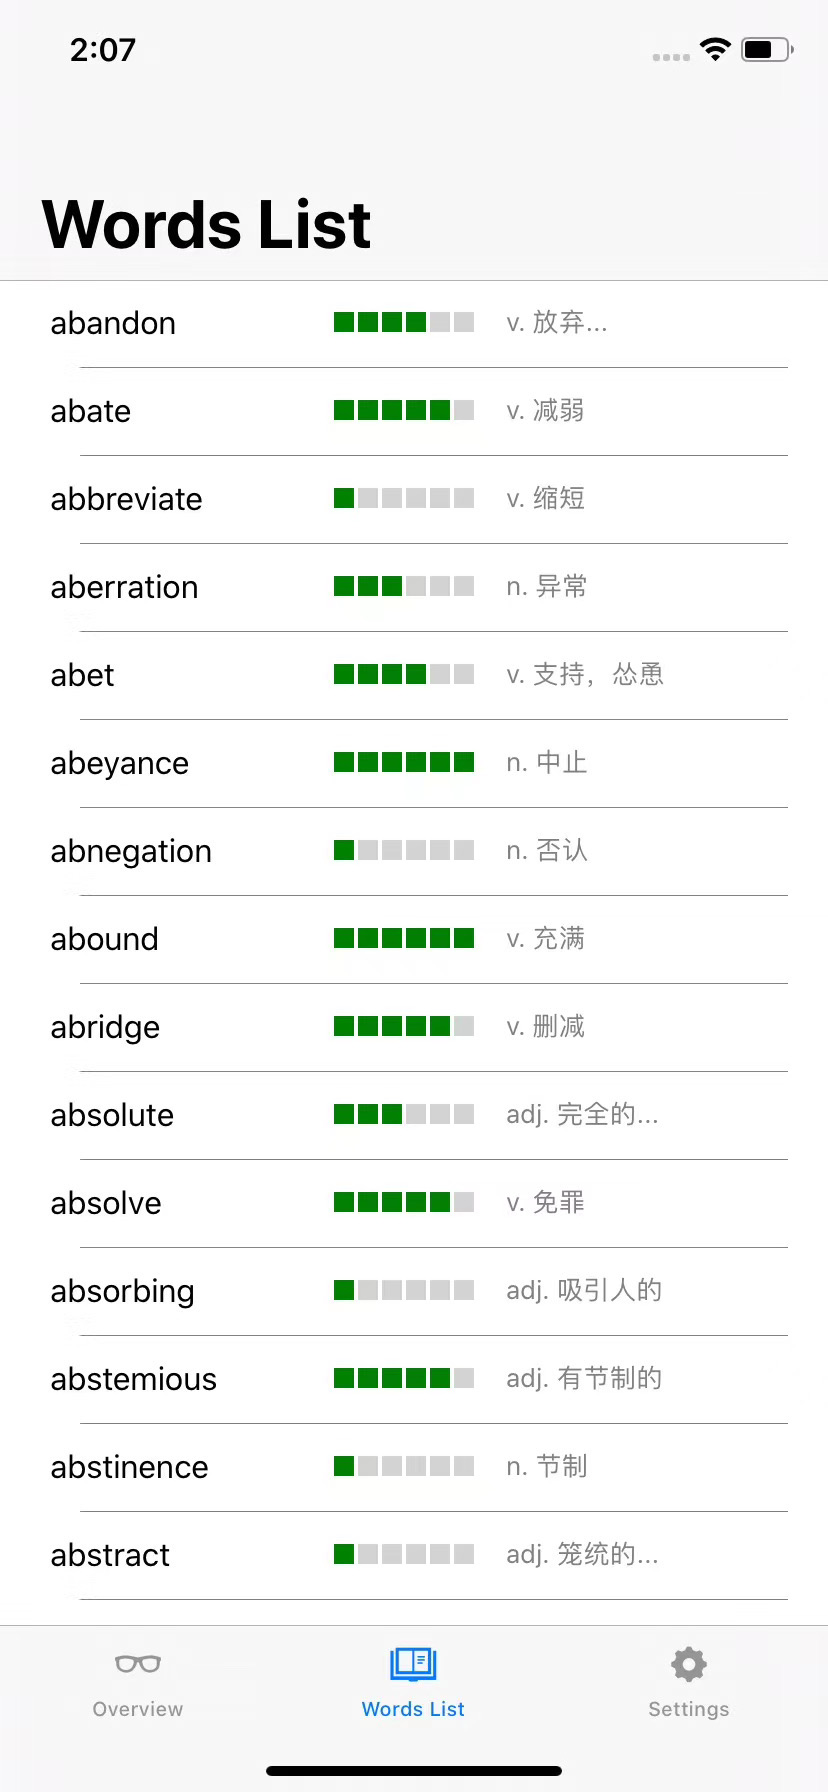 2:07
Words List
abandon v. 放弃...
abate v. 减弱
abbreviate v. 缩短
aberration n. 异常
abet v. 支持，怂恿
abeyance n. 中止
abnegation n. 否认
abound v. 充满
abridge v. 删减
absolute adj. 完全的...
absolve v. 免罪
absorbing adj. 吸引人的
abstemious adj. 有节制的
abstinence n. 节制
abstract adj. 笼统的...
Overview Words List Settings